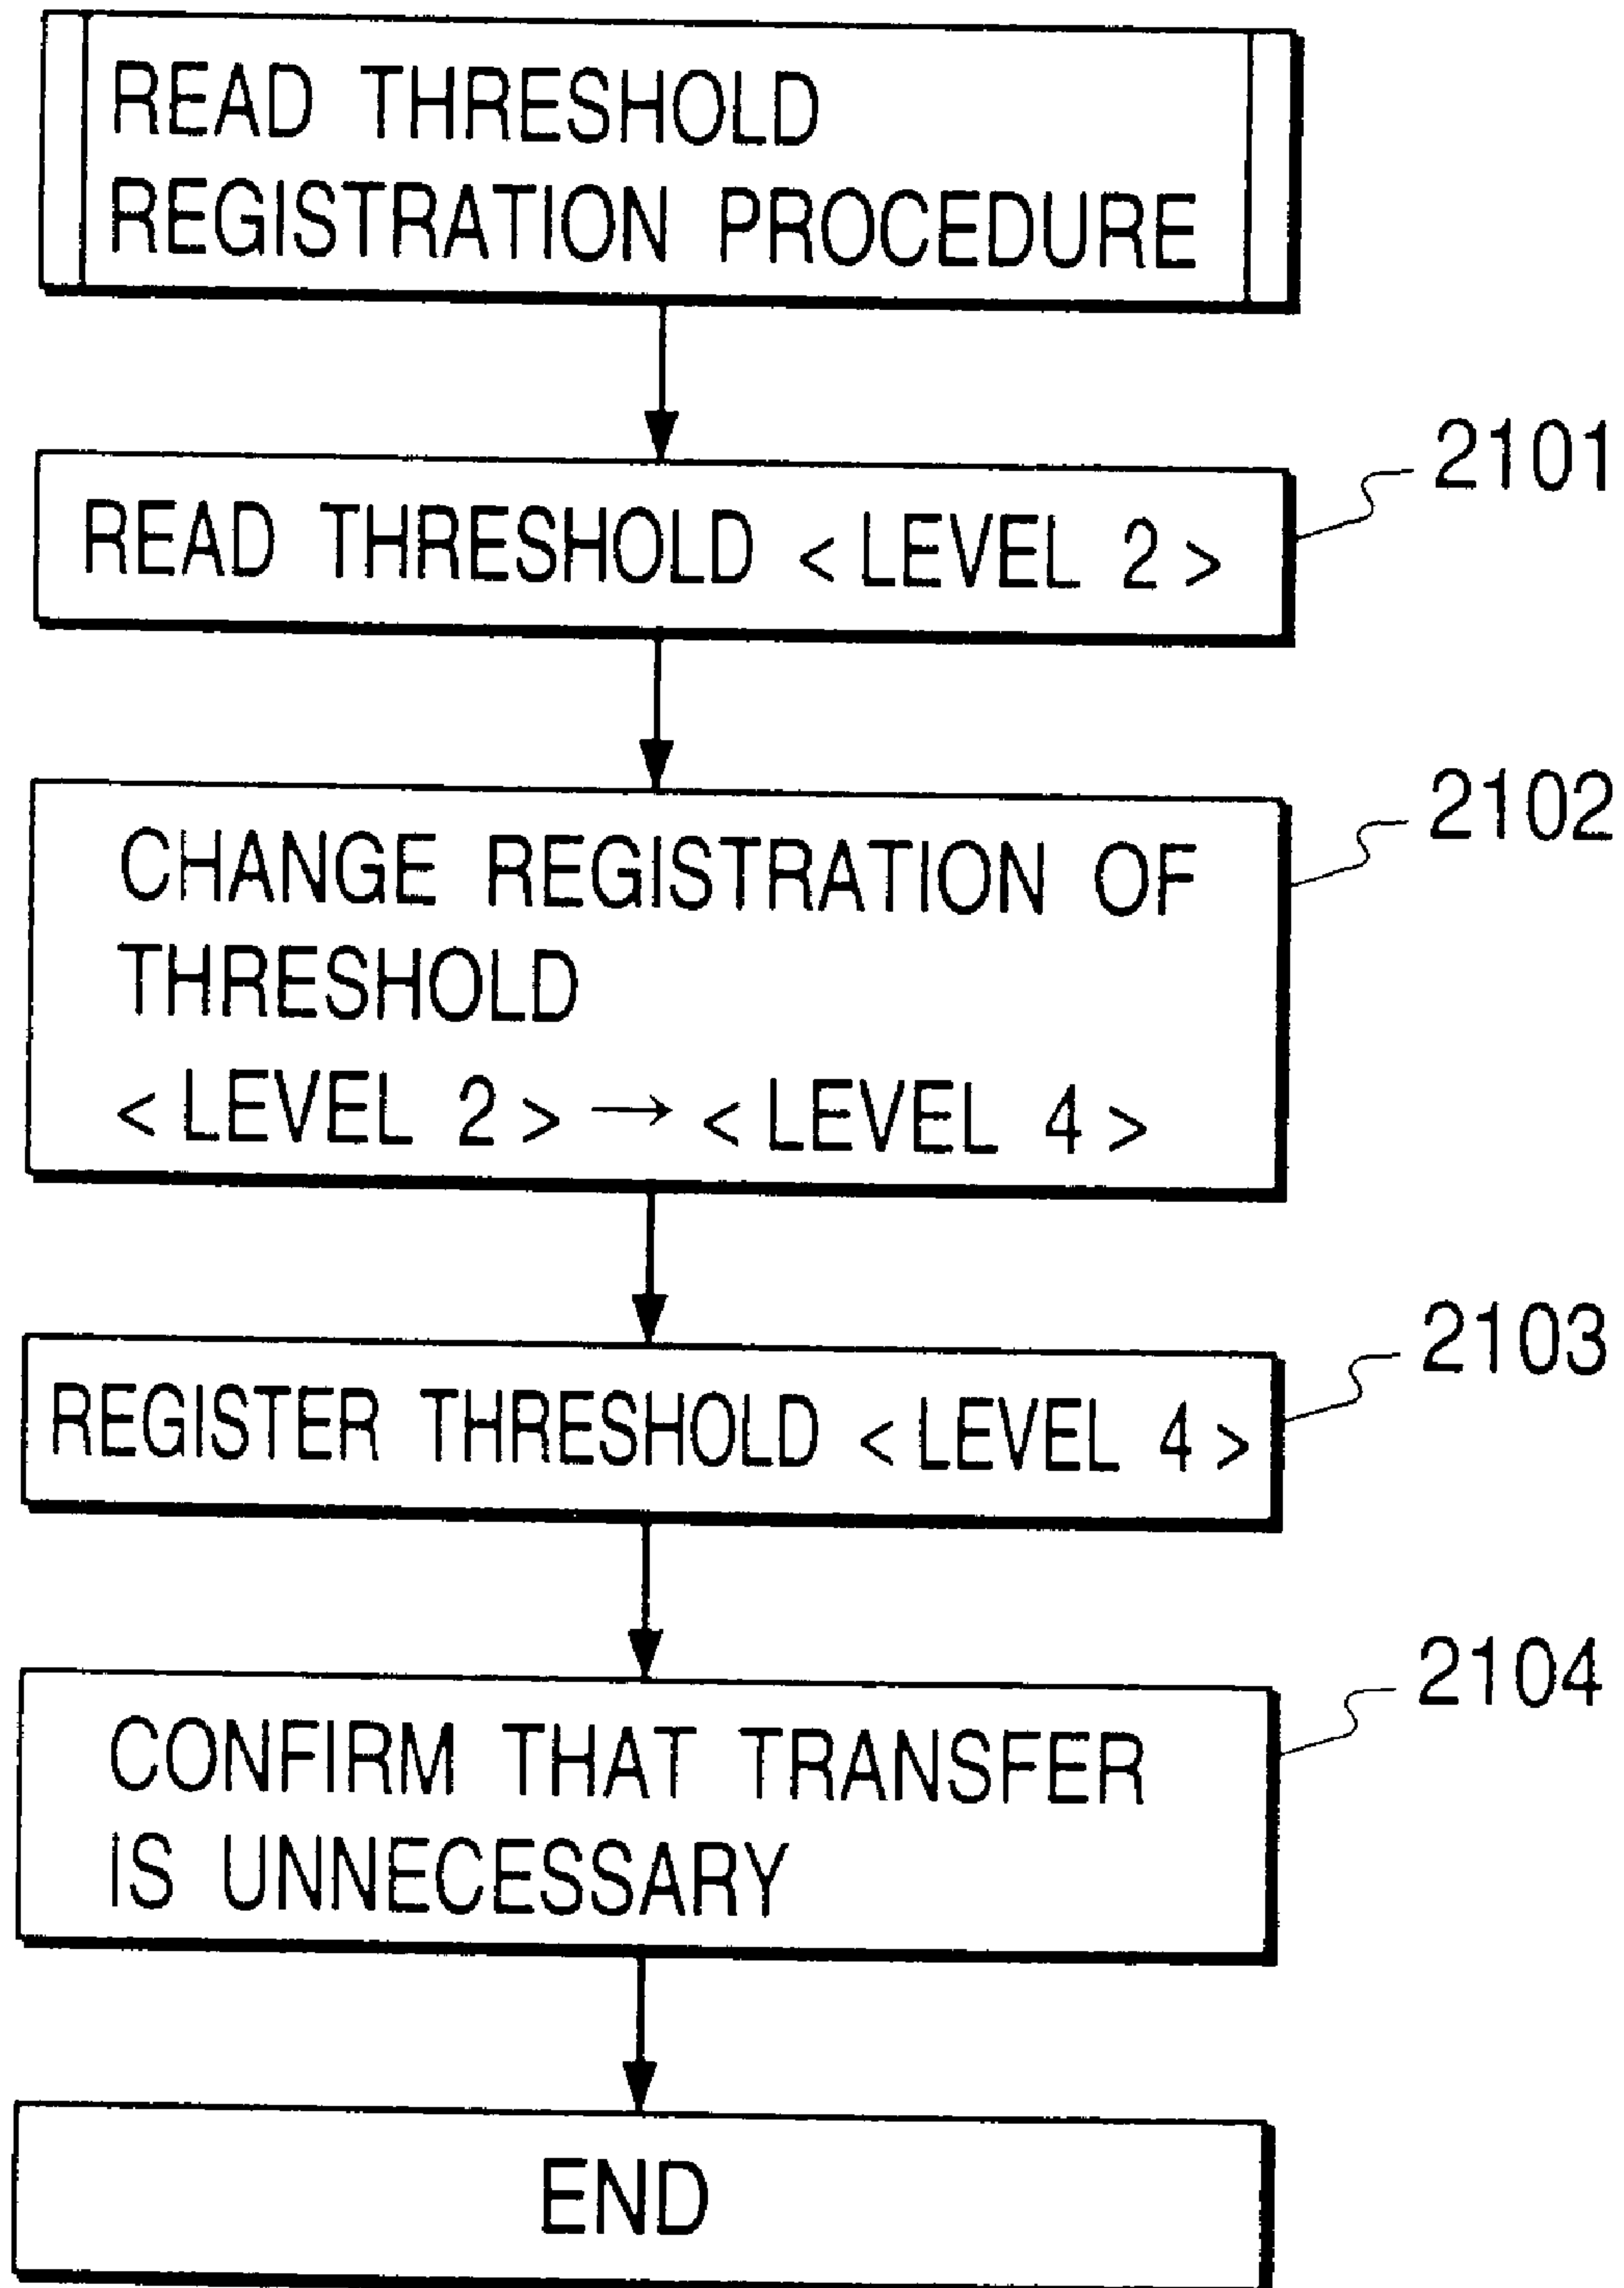 READ THRESHOLD
REGISTRATION PROCEDURE
2101
READ THRESHOLD < LEVEL 2 >
2102
CHANGE REGISTRATION OF
THRESHOLD
< LEVEL 2 > → < LEVEL 4 >
2103
REGISTER THRESHOLD < LEVEL 4 >
2104
CONFIRM THAT TRANSFER
IS UNNECESSARY
END